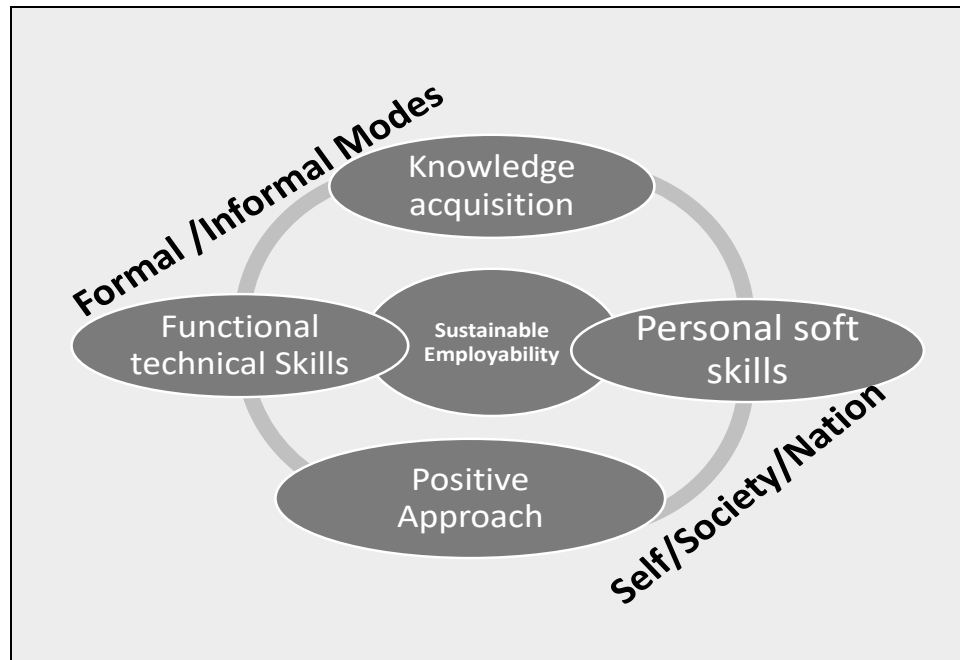 Formal /Informal Modes
Knowledge
acquisition
Functional
technical Skills
Sustainable
Employability
Personal soft
skills
Positive
Approach
Self/Society/Nation